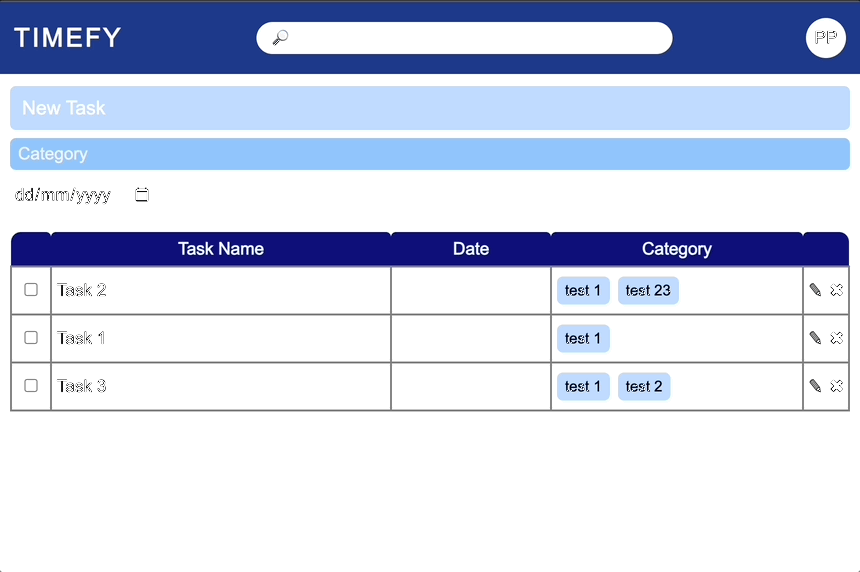 TIMEFY PP
New Task
Category
dd/mm/yyyy
Task Name Date Category
Task 2 test 1 test 23
Task 1 test 1
Task 3 test 1 test 2